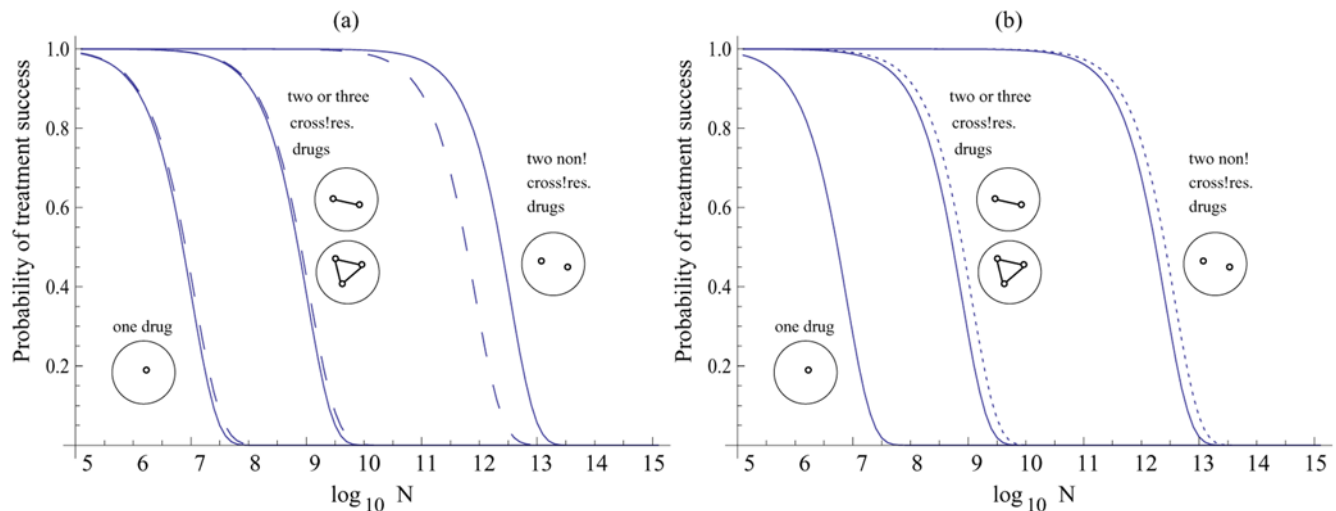 (a)
Probability of treatment success
1.0
0.8
0.6
0.4
0.2
two or three
cross!res.
drugs
two non!
cross!res.
drugs
one drug
5 6 7 8 9 10 11 12 13 14 15
log10 N
(b)
Probability of treatment success
1.0
0.8
0.6
0.4
0.2
two or three
cross!res.
drugs
two non!
cross!res.
drugs
one drug
5 6 7 8 9 10 11 12 13 14 15
log10 N